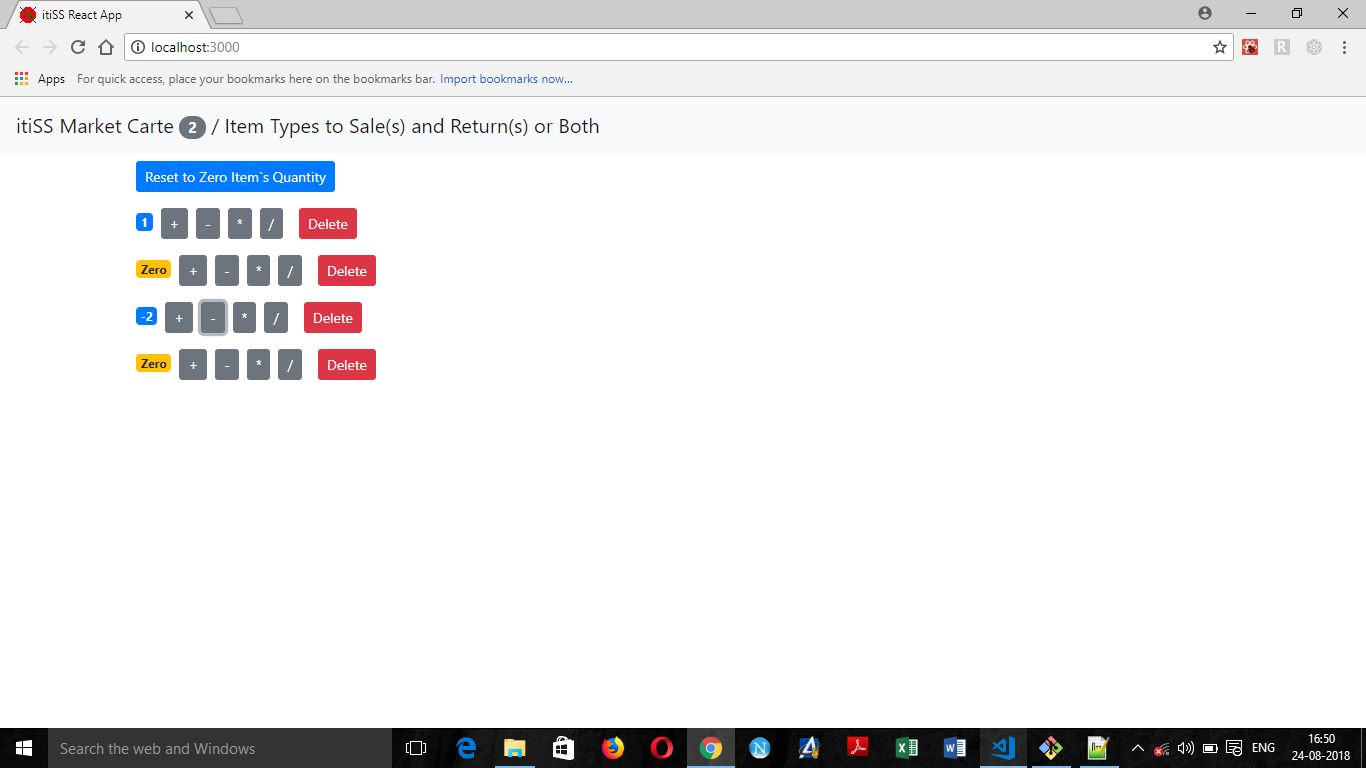 itiSS React App
localhost:3000
Apps For quick access, place your bookmarks here on the bookmarks bar. Import bookmarks now...
itiSS Market Carte 2 / Item Types to Sale(s) and Return(s) or Both
Reset to Zero Item`s Quantity
1 + - * / Delete
Zero + - * / Delete
-2 + - * / Delete
Zero + - * / Delete
Search the web and Windows
ENG
16:50
24-08-2018